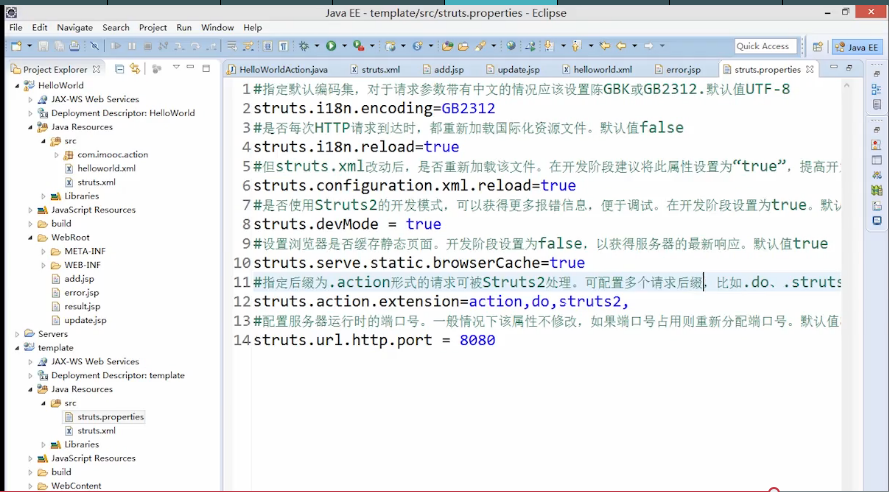 Java EE - template/src/struts.properties - Eclipse
File Edit Navigate Search Project Run Window Help
Quick Access
Java EE
Project Explorer
HelloWorldAction.java struts.xml add.jsp update.jsp helloworld.xml error.jsp struts.properties
HelloWorld
JAX-WS Web Services
Deployment Descriptor: HelloWorld
Java Resources
src
com.imooc.action
helloworld.xml
struts.xml
Libraries
JavaScript Resources
build
WebRoot
META-INF
WEB-INF
add.jsp
error.jsp
result.jsp
update.jsp
Servers
template
JAX-WS Web Services
Deployment Descriptor: template
Java Resources
src
struts.properties
struts.xml
Libraries
JavaScript Resources
build
WebContent
1 #指定默认编码集，对于请求参数带有中文的情况应该设置陈GBK或GB2312.默认值UTF-8
2 struts.i18n.encoding=GB2312
3 #是否每次HTTP请求到达时，都重新加载国际化资源文件。默认值false
4 struts.i18n.reload=true
5 #但struts.xml改动后，是否重新加载该文件。在开发阶段建议将此属性设置为“true”，提高开
6 struts.configuration.xml.reload=true
7 #是否使用Struts2的开发模式，可以获得更多报错信息，便于调试。在开发阶段设置为true。默认
8 struts.devMode = true
9 #设置浏览器是否缓存静态页面。开发阶段设置为false，以获得服务器的最新响应。默认值true
10 struts.serve.static.browserCache=true
11 #指定后缀为.action形式的请求可被Struts2处理。可配置多个请求后缀，比如.do、.struts
12 struts.action.extension=action,do,struts2,
13 #配置服务器运行时的端口号。一般情况下该属性不修改，如果端口号占用则重新分配端口号。默认值
14 struts.url.http.port = 8080